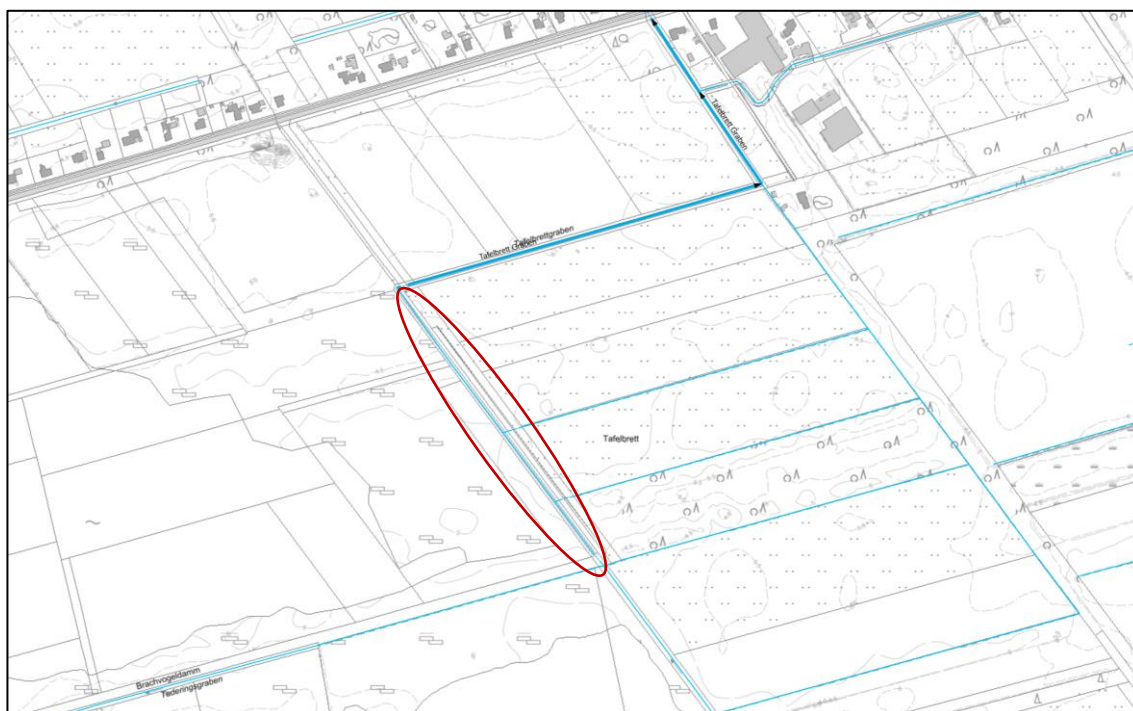 Tafelbrett Graben
Tafelbrettgraben
Tafelbrett Graben
Tafelbrett
Brachvogeldamm
Tederingsgraben